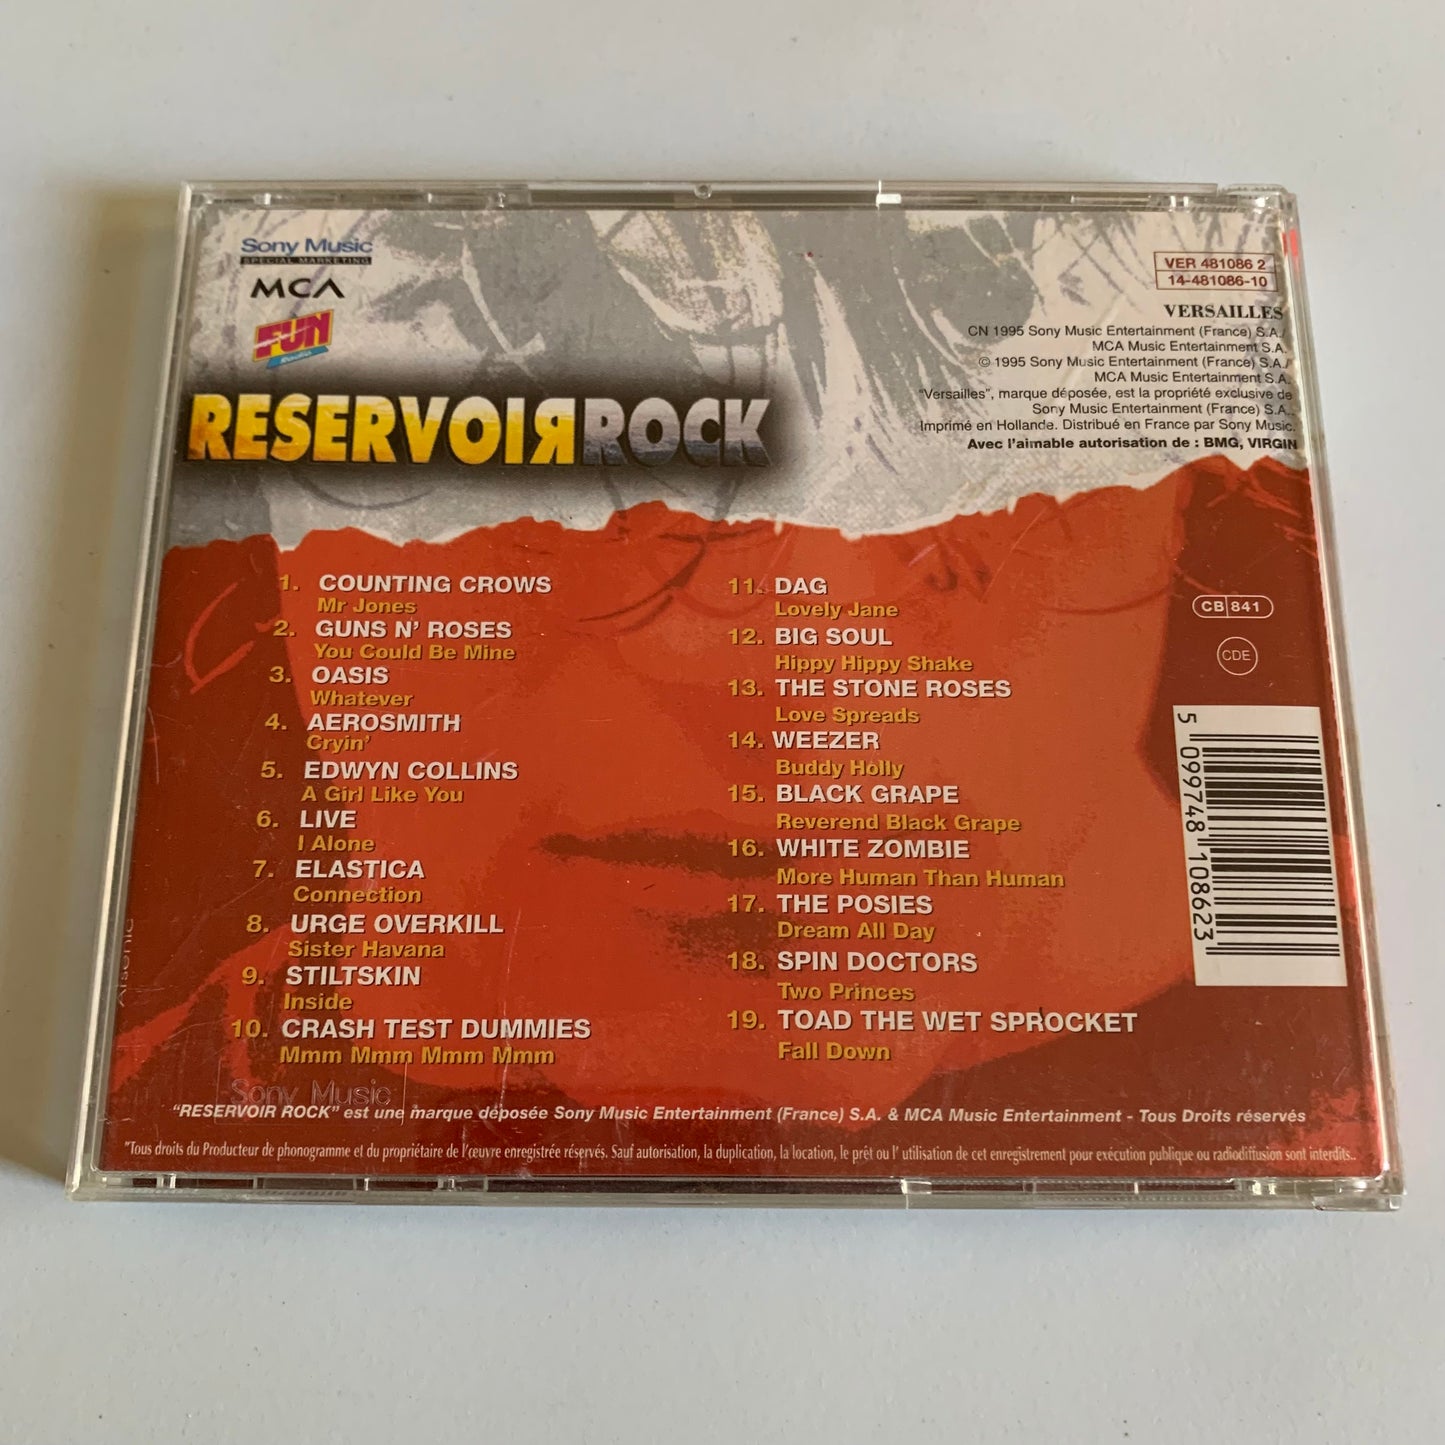 Sony Music
SPECIAL MARKETING
MCA
FUN
Radio
RESERVOIR ROCK
VER 481086 2
14-481086-10
VERSAILLES
CN 1995 Sony Music Entertainment (France) S.A./
MCA Music Entertainment S.A.
© 1995 Sony Music Entertainment (France) S.A./
MCA Music Entertainment S.A.
"Versailles", marque déposée, est la propriété exclusive de
Sony Music Entertainment (France) S.A..
Imprimé en Hollande. Distribué en France par Sony Music.
Avec l'aimable autorisation de : BMG, VIRGIN
1. COUNTING CROWS
Mr Jones
2. GUNS N' ROSES
You Could Be Mine
3. OASIS
Whatever
4. AEROSMITH
Cryin'
5. EDWYN COLLINS
A Girl Like You
6. LIVE
I Alone
7. ELASTICA
Connection
8. URGE OVERKILL
Sister Havana
9. STILTSKIN
Inside
10. CRASH TEST DUMMIES
Mmm Mmm Mmm Mmm
11. DAG
Lovely Jane
12. BIG SOUL
Hippy Hippy Shake
13. THE STONE ROSES
Love Spreads
14. WEEZER
Buddy Holly
15. BLACK GRAPE
Reverend Black Grape
16. WHITE ZOMBIE
More Human Than Human
17. THE POSIES
Dream All Day
18. SPIN DOCTORS
Two Princes
19. TOAD THE WET SPROCKET
Fall Down
CB 841
CDE
5 099748 108623
Sony Music
"RESERVOIR ROCK" est une marque déposée Sony Music Entertainment (France) S.A. & MCA Music Entertainment - Tous Droits réservés
"Tous droits du Producteur de phonogramme et du propriétaire de l'œuvre enregistrée réservés. Sauf autorisation, la duplication, la location, le prêt ou l' utilisation de cet enregistrement pour exécution publique ou radiodiffusion sont interdits..